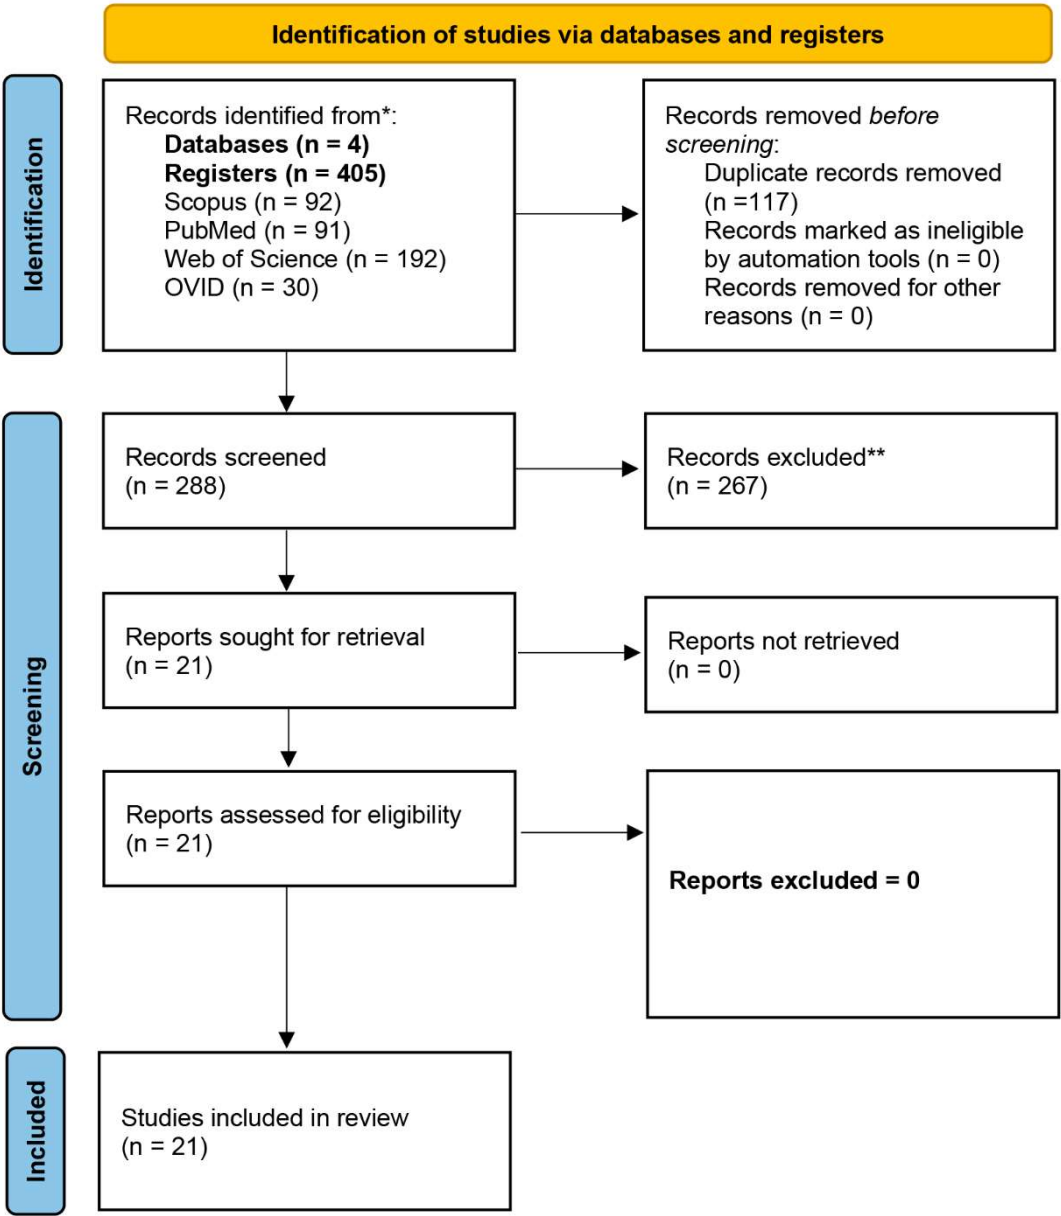 Identification of studies via databases and registers
Identification
Records identified from*:
Databases (n = 4)
Registers (n = 405)
Scopus (n = 92)
PubMed (n = 91)
Web of Science (n = 192)
OVID (n = 30)
Records removed before
screening:
Duplicate records removed
(n =117)
Records marked as ineligible
by automation tools (n = 0)
Records removed for other
reasons (n = 0)
Screening
Records screened
(n = 288)
Records excluded**
(n = 267)
Reports sought for retrieval
(n = 21)
Reports not retrieved
(n = 0)
Reports assessed for eligibility
(n = 21)
Reports excluded = 0
Included
Studies included in review
(n = 21)